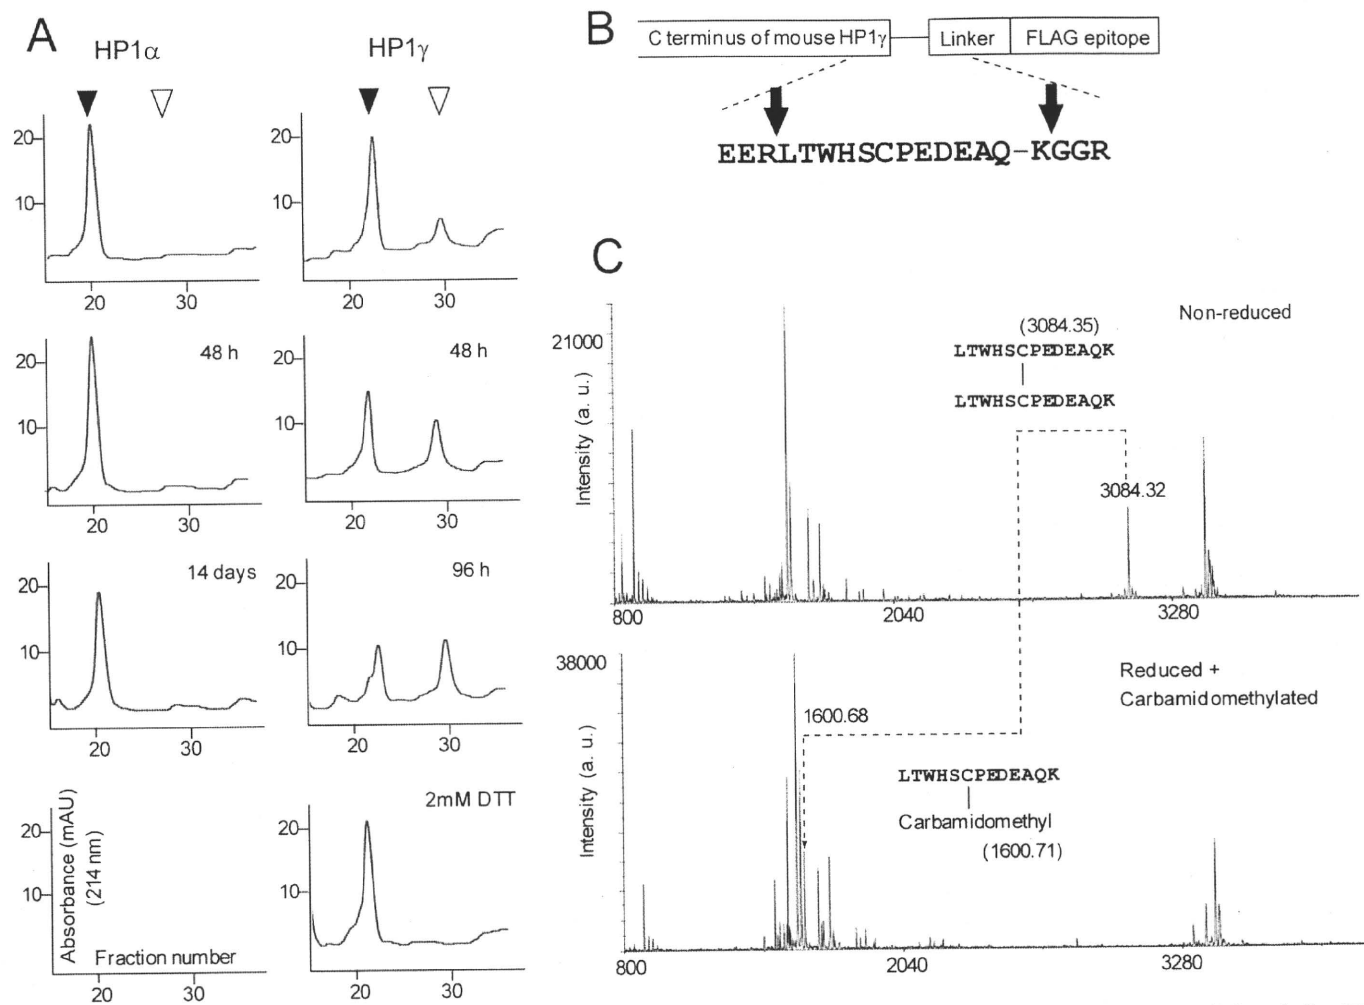 A
HP1α
HP1γ
20
10
20
30
20
10
20
30
48 h
20
10
20
30
48 h
20
10
20
30
14 days
20
10
20
30
96 h
20
10
20
30
Absorbance (mAU)
(214 nm)
20
10
Fraction number
20
30
2mM DTT
20
10
20
30
B
C terminus of mouse HP1γ
Linker
FLAG epitope
EERLTWHSCPEDEAQ-KGGR
C
Non-reduced
(3084.35)
LTWHSCPEDEAQK
LTWHSCPEDEAQK
21000
Intensity (a. u.)
3084.32
800
2040
3280
Reduced +
Carbamidomethylated
38000
Intensity (a. u.)
1600.68
LTWHSCPEDEAQK
Carbamidomethyl
(1600.71)
800
2040
3280